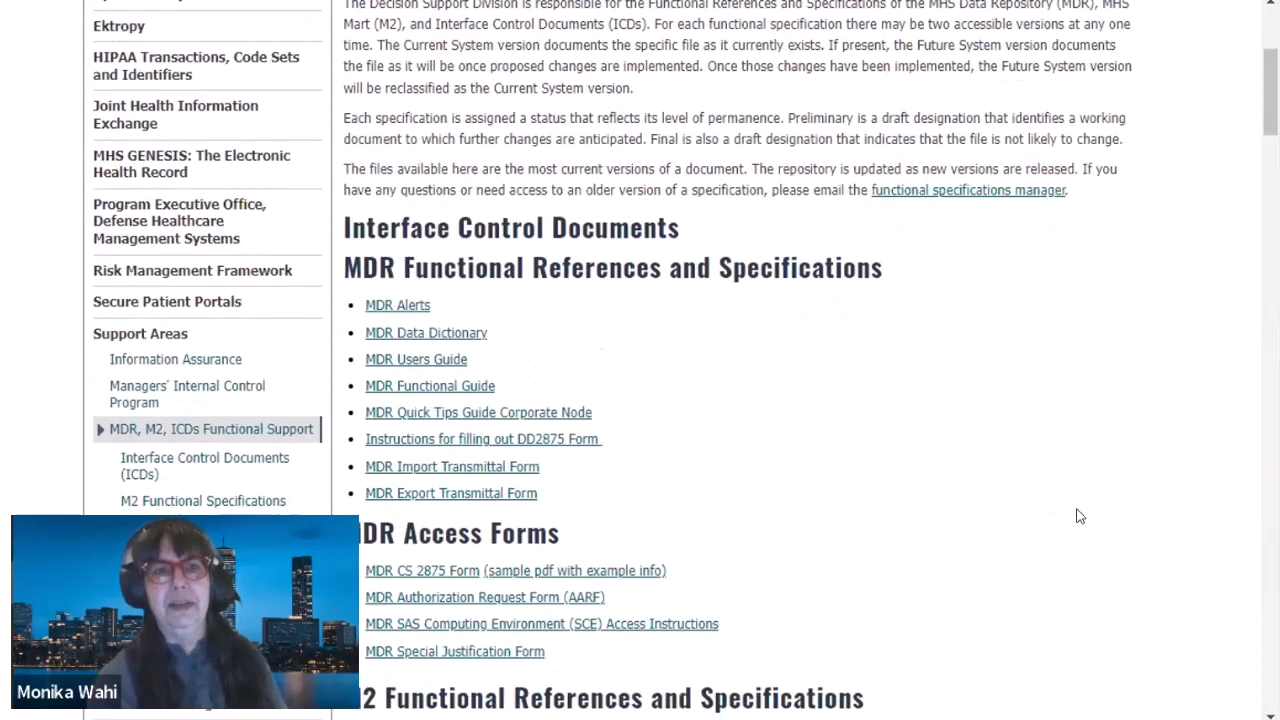 Ektropy
HIPAA Transactions, Code Sets
and Identifiers
Joint Health Information
Exchange
MHS GENESIS: The Electronic
Health Record
Program Executive Office,
Defense Healthcare
Management Systems
Risk Management Framework
Secure Patient Portals
Support Areas
Information Assurance
Managers' Internal Control
Program
MDR, M2, ICDs Functional Support
Interface Control Documents
(ICDs)
M2 Functional Specifications
The Decision Support Division is responsible for the Functional References and Specifications of the MHS Data Repository (MDR), MHS
Mart (M2), and Interface Control Documents (ICDs). For each functional specification there may be two accessible versions at any one
time. The Current System version documents the specific file as it currently exists. If present, the Future System version documents
the file as it will be once proposed changes are implemented. Once those changes have been implemented, the Future System version
will be reclassified as the Current System version.
Each specification is assigned a status that reflects its level of permanence. Preliminary is a draft designation that identifies a working
document to which further changes are anticipated. Final is also a draft designation that indicates that the file is not likely to change.
The files available here are the most current versions of a document. The repository is updated as new versions are released. If you
have any questions or need access to an older version of a specification, please email the functional specifications manager.
Interface Control Documents
MDR Functional References and Specifications
MDR Alerts
MDR Data Dictionary
MDR Users Guide
MDR Functional Guide
MDR Quick Tips Guide Corporate Node
Instructions for filling out DD2875 Form
MDR Import Transmittal Form
MDR Export Transmittal Form
DR Access Forms
MDR CS 2875 Form (sample pdf with example info)
MDR Authorization Request Form (AARF)
MDR SAS Computing Environment (SCE) Access Instructions
MDR Special Justification Form
2 Functional References and Specifications
Monika Wahi